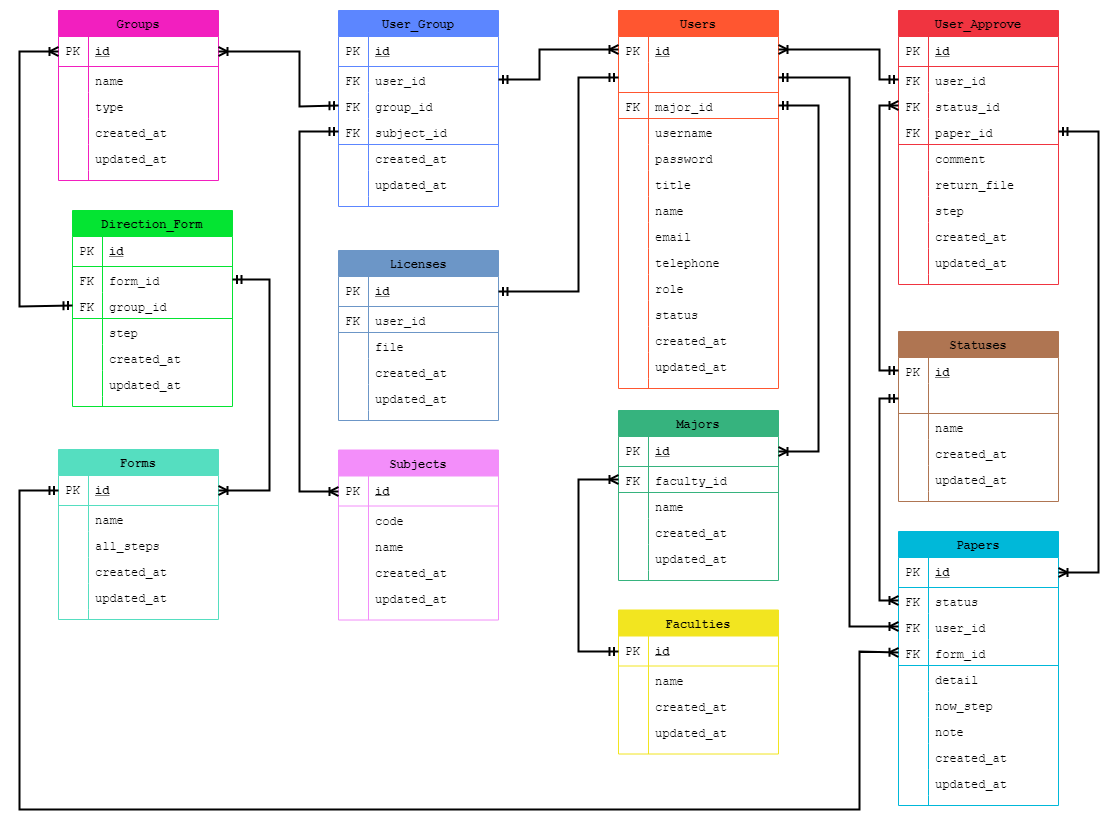 Groups
PK id
name
type
created_at
updated_at
User_Group
PK id
FK user_id
FK group_id
FK subject_id
created_at
updated_at
Users
PK id
FK major_id
username
password
title
name
email
telephone
role
status
created_at
updated_at
User_Approve
PK id
FK user_id
FK status_id
FK paper_id
comment
return_file
step
created_at
updated_at
Direction_Form
PK id
FK form_id
FK group_id
step
created_at
updated_at
Licenses
PK id
FK user_id
file
created_at
updated_at
Statuses
PK id
name
created_at
updated_at
Majors
PK id
FK faculty_id
name
created_at
updated_at
Forms
PK id
name
all_steps
created_at
updated_at
Subjects
PK id
code
name
created_at
updated_at
Papers
PK id
FK status
FK user_id
FK form_id
detail
now_step
note
created_at
updated_at
Faculties
PK id
name
created_at
updated_at